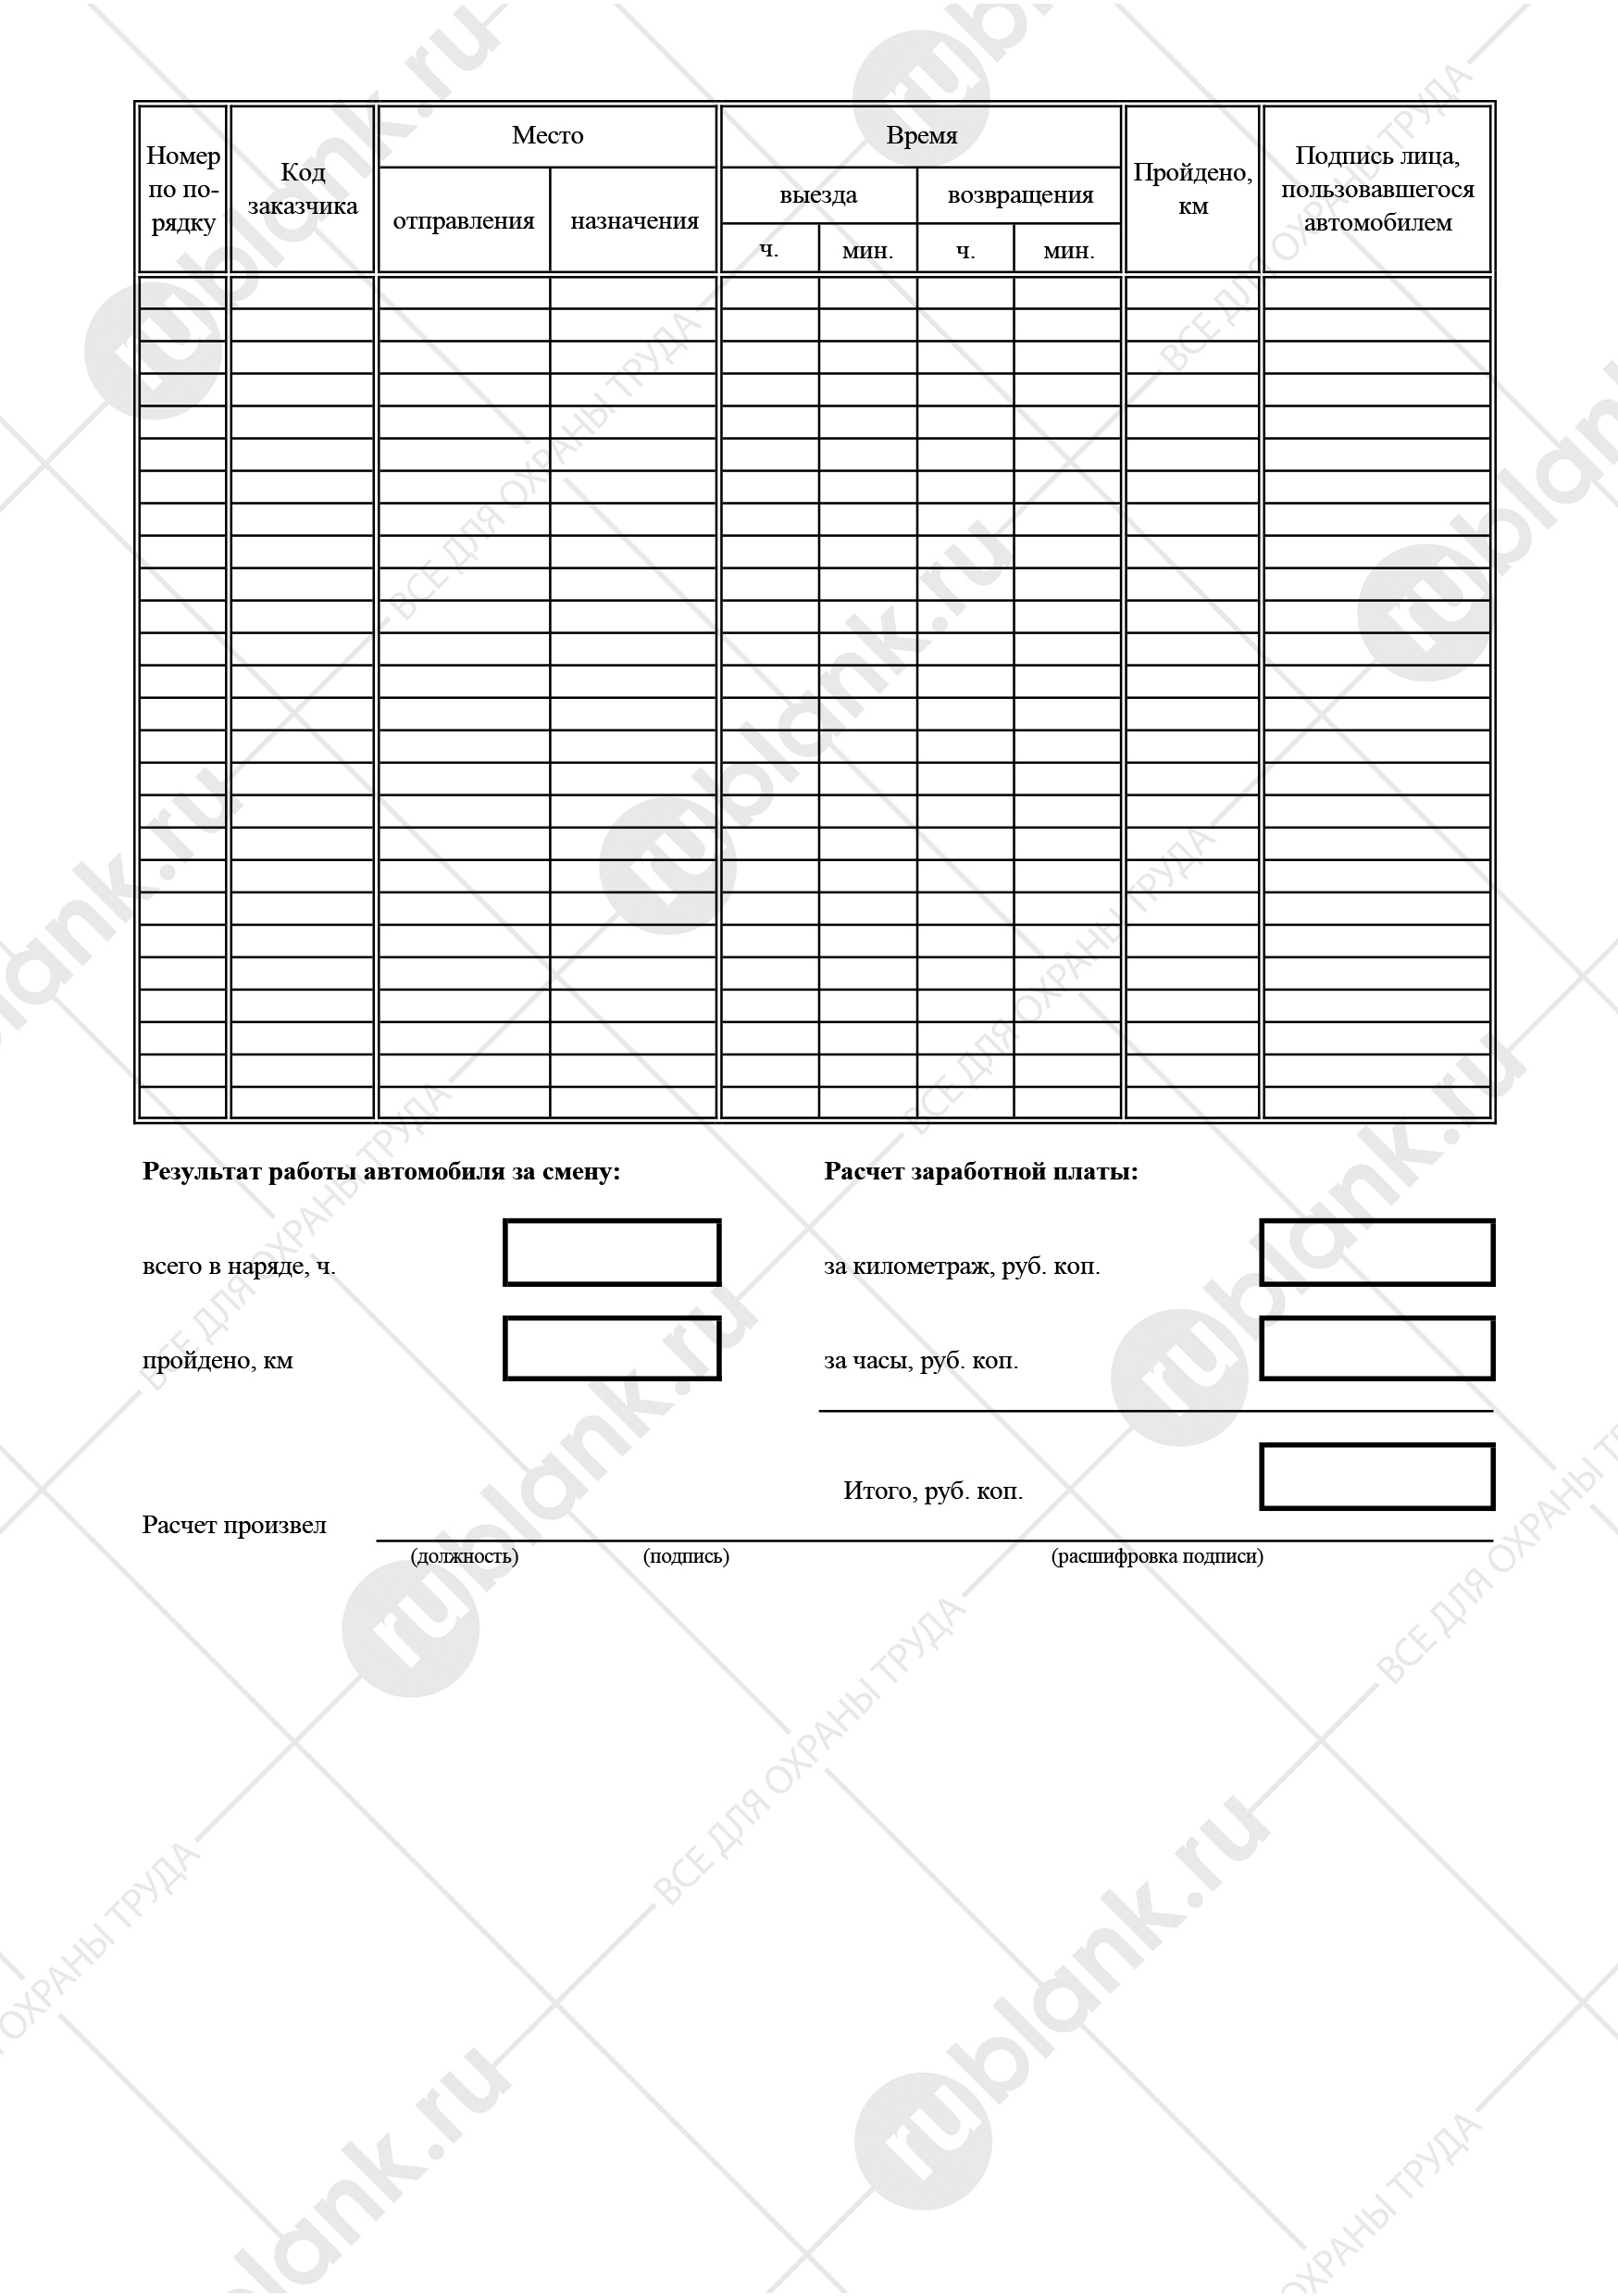 Место
Время
Номер
по по-
рядку
Код
заказчика
отправления
назначения
выезда
возвращения
ч.
мин.
ч.
мин.
Пройдено,
км
Подпись лица,
пользовавшегося
автомобилем
Результат работы автомобиля за смену:
Расчет заработной платы:
всего в наряде, ч.
за километраж, руб. коп.
пройдено, км
за часы, руб. коп.
Итого, руб. коп.
Расчет произвел
(должность)
(подпись)
(расшифровка подписи)
rublank.ru
ВСЕ ДЛЯ ОХРАНЫ ТРУДА